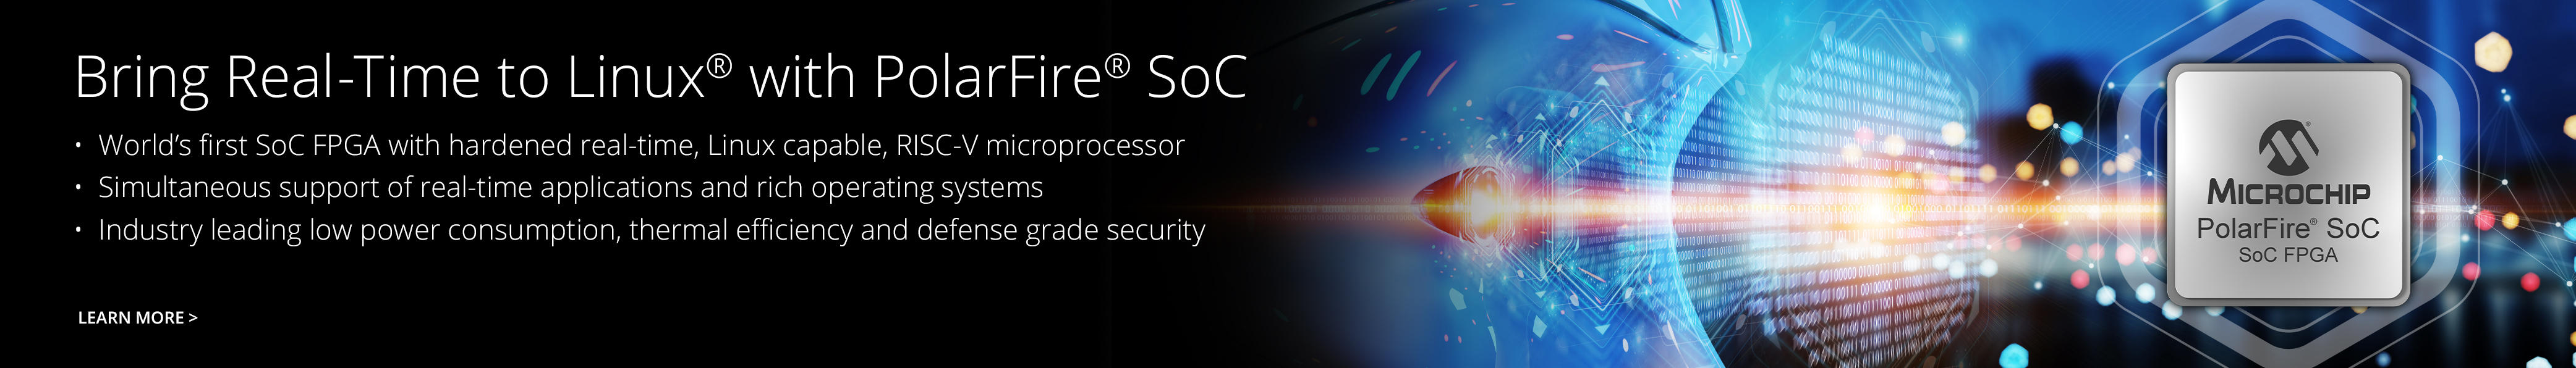 Bring Real-Time to Linux® with PolarFire® SoC
• World’s first SoC FPGA with hardened real-time, Linux capable, RISC-V microprocessor
• Simultaneous support of real-time applications and rich operating systems
• Industry leading low power consumption, thermal efficiency and defense grade security
LEARN MORE >
MICROCHIP
PolarFire® SoC
SoC FPGA